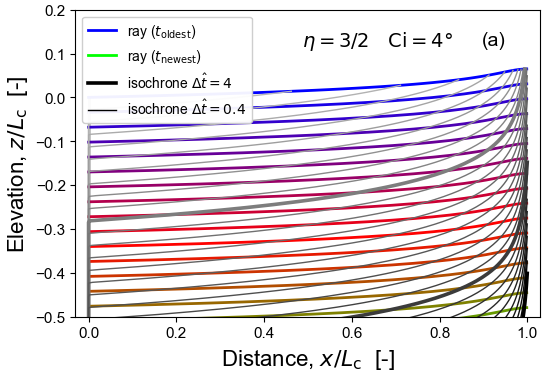 0.2
0.1
0.0
−0.1
−0.2
−0.3
−0.4
−0.5
Elevation, z/L_c [-]
ray (t_oldest)
ray (t_newest)
isochrone Δt̂ = 4
isochrone Δt̂ = 0.4
η = 3/2 Ci = 4° (a)
0.0 0.2 0.4 0.6 0.8 1.0
Distance, x/L_c [-]